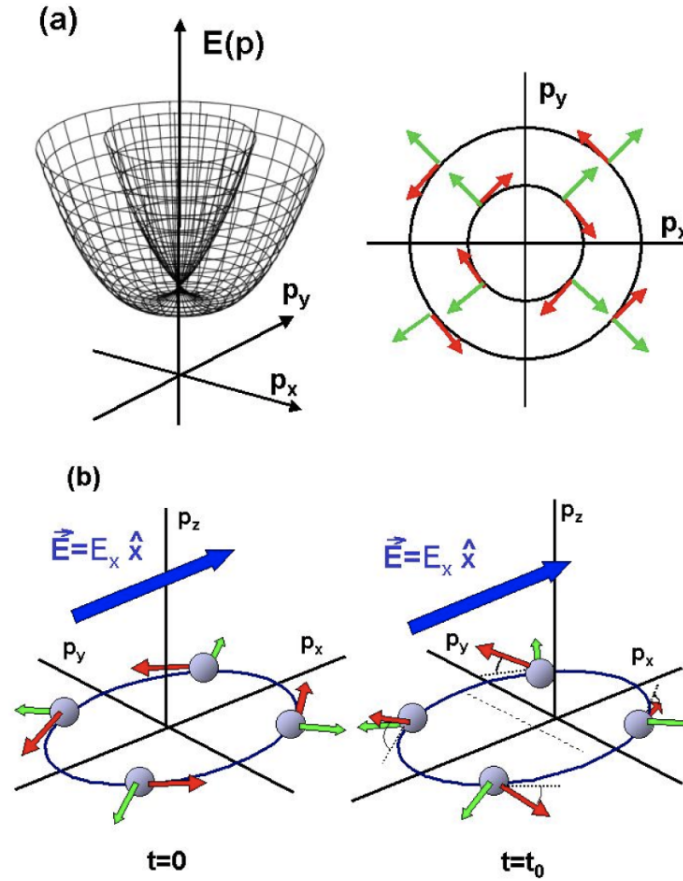 (a)
E(p)
p_y
p_x
p_y
p_x
(b)
p_z
E⃗=E_x x̂
p_y
p_x
t=0
p_z
E⃗=E_x x̂
p_y
p_x
t=t_0